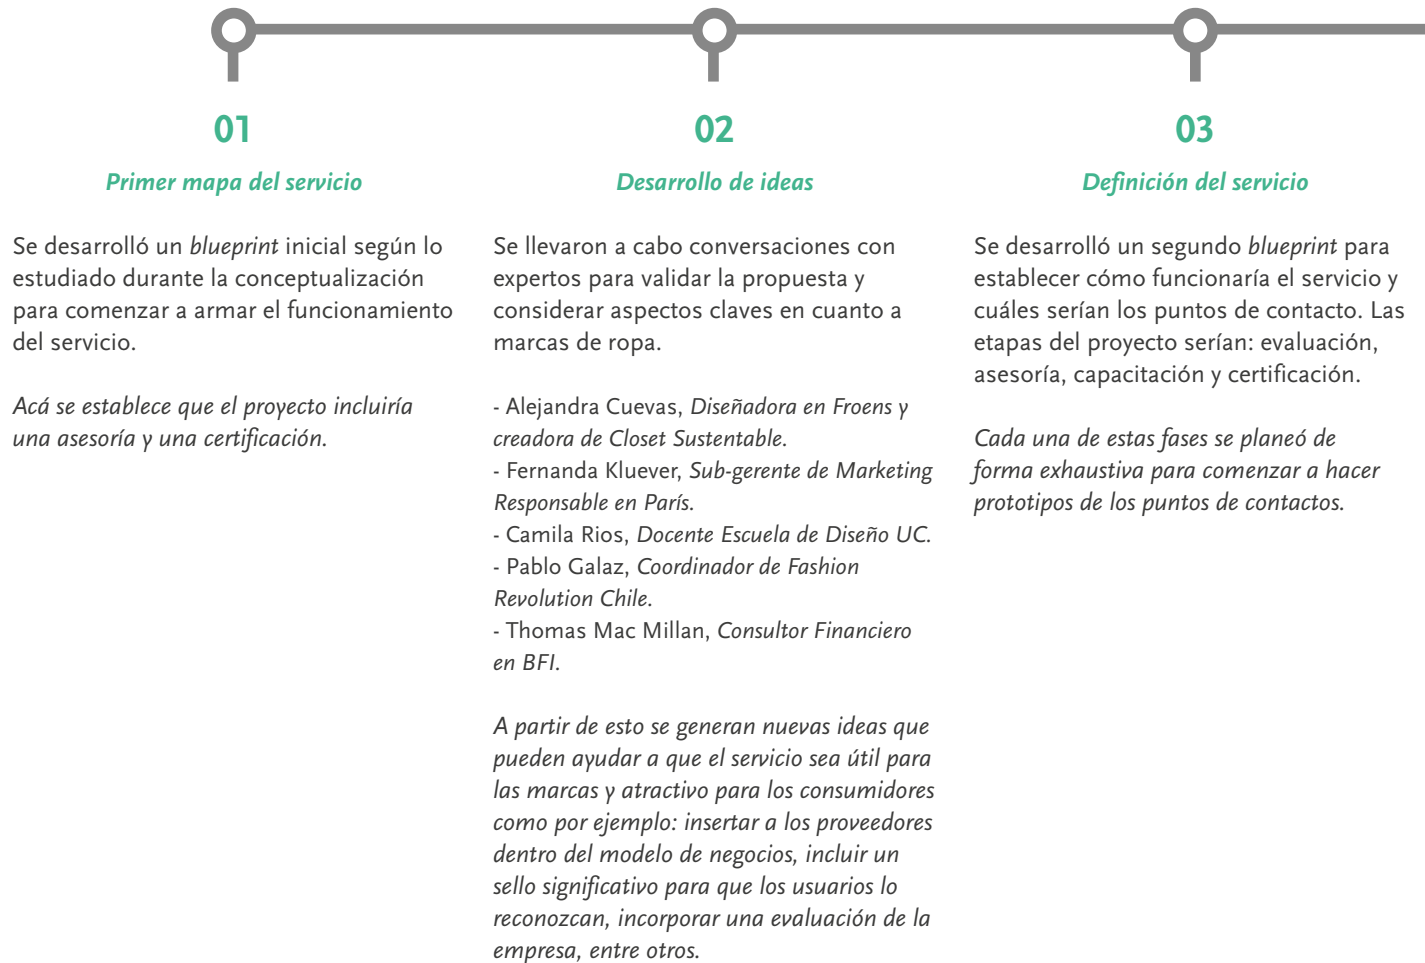 01
Primer mapa del servicio
Se desarrolló un blueprint inicial según lo
estudiado durante la conceptualización
para comenzar a armar el funcionamiento
del servicio.
Acá se establece que el proyecto incluiría
una asesoría y una certificación.
02
Desarrollo de ideas
Se llevaron a cabo conversaciones con
expertos para validar la propuesta y
considerar aspectos claves en cuanto a
marcas de ropa.
- Alejandra Cuevas, Diseñadora en Froens y
creadora de Closet Sustentable.
- Fernanda Kluever, Sub-gerente de Marketing
Responsable en París.
- Camila Rios, Docente Escuela de Diseño UC.
- Pablo Galaz, Coordinador de Fashion
Revolution Chile.
- Thomas Mac Millan, Consultor Financiero
en BFI.
A partir de esto se generan nuevas ideas que
pueden ayudar a que el servicio sea útil para
las marcas y atractivo para los consumidores
como por ejemplo: insertar a los proveedores
dentro del modelo de negocios, incluir un
sello significativo para que los usuarios lo
reconozcan, incorporar una evaluación de la
empresa, entre otros.
03
Definición del servicio
Se desarrolló un segundo blueprint para
establecer cómo funcionaría el servicio y
cuáles serían los puntos de contacto. Las
etapas del proyecto serían: evaluación,
asesoría, capacitación y certificación.
Cada una de estas fases se planeó de
forma exhaustiva para comenzar a hacer
prototipos de los puntos de contactos.